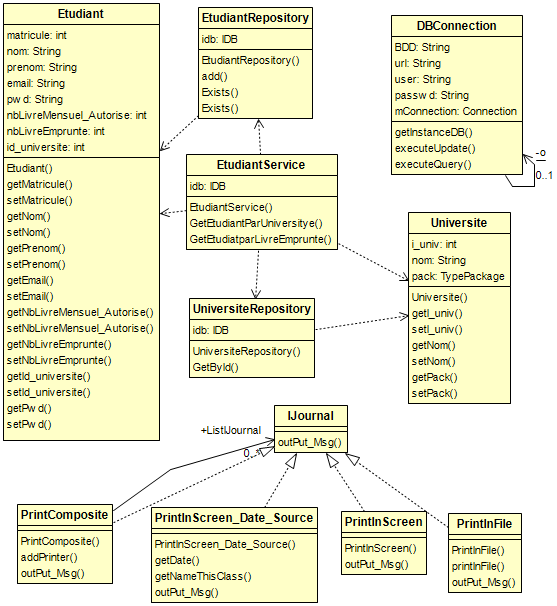 Etudiant
matricule: int
nom: String
prenom: String
email: String
pwd: String
nbLivreMensuel_Autorise: int
nbLivreEmprunte: int
id_universite: int
Etudiant()
getMatricule()
setMatricule()
getNom()
setNom()
getPrenom()
setPrenom()
getEmail()
setEmail()
getNbLivreMensuel_Autorise()
setNbLivreMensuel_Autorise()
getNbLivreEmprunte()
setNbLivreEmprunte()
getId_universite()
setId_universite()
getPwd()
setPwd()
EtudiantRepository
idb: IDB
EtudiantRepository()
add()
Exists()
Exists()
DBConnection
BDD: String
url: String
user: String
password: String
mConnection: Connection
getInstanceDB()
executeUpdate()
executeQuery()
-o
0..1
EtudiantService
idb: IDB
EtudiantService()
GetEtudiantParUniversitye()
GetEtudiatparLivreEmprunte()
Universite
i_univ: int
nom: String
pack: TypePackage
Universite()
getI_univ()
setI_univ()
getNom()
setNom()
getPack()
setPack()
UniversiteRepository
idb: IDB
UniversiteRepository()
GetById()
IJournal
outPut_Msg()
+ListIJournal
0..*
PrintComposite
PrintComposite()
addPrinter()
outPut_Msg()
PrintInScreen_Date_Source
PrintInScreen_Date_Source()
getDate()
getNameThisClass()
outPut_Msg()
PrintInScreen
PrintInScreen()
outPut_Msg()
PrintInFile
PrintInFile()
printInFile()
outPut_Msg()